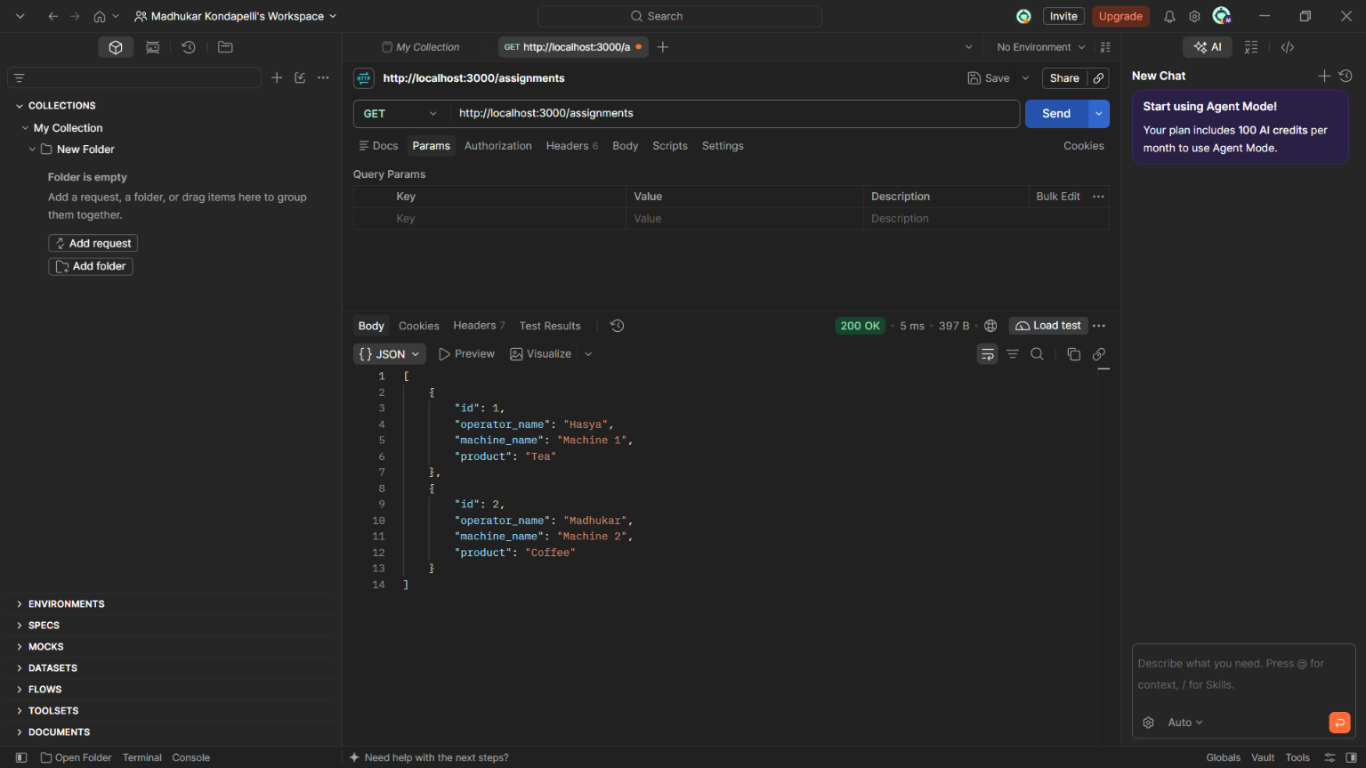 Madhukar Kondapelli's Workspace
Search
Invite
Upgrade
My Collection
GET http://localhost:3000/a
No Environment
AI
COLLECTIONS
My Collection
New Folder
Folder is empty
Add a request, a folder, or drag items here to group
them together.
Add request
Add folder
ENVIRONMENTS
SPECS
MOCKS
DATASETS
FLOWS
TOOLSETS
DOCUMENTS
HTTP http://localhost:3000/assignments
Save
Share
GET http://localhost:3000/assignments
Send
Docs Params Authorization Headers 6 Body Scripts Settings
Cookies
Query Params
Key Value Description Bulk Edit
Key Value Description
Body Cookies Headers 7 Test Results
200 OK • 5 ms • 397 B
Load test
{} JSON Preview Visualize
1 [
2 {
3 "id": 1,
4 "operator_name": "Hasya",
5 "machine_name": "Machine 1",
6 "product": "Tea"
7 },
8 {
9 "id": 2,
10 "operator_name": "Madhukar",
11 "machine_name": "Machine 2",
12 "product": "Coffee"
13 }
14 ]
New Chat
Start using Agent Mode!
Your plan includes 100 AI credits per
month to use Agent Mode.
Describe what you need. Press @ for
context, / for Skills.
Auto
Open Folder Terminal Console
Need help with the next steps?
Globals Vault Tools